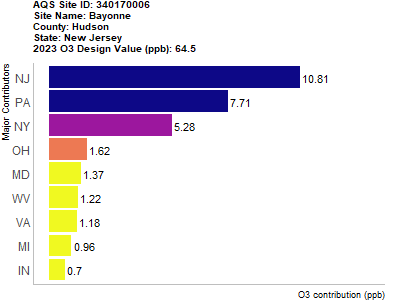 AQS Site ID: 340170006
Site Name: Bayonne
County: Hudson
State: New Jersey
2023 O3 Design Value (ppb): 64.5
Major Contributors
NJ 10.81
PA 7.71
NY 5.28
OH 1.62
MD 1.37
WV 1.22
VA 1.18
MI 0.96
IN 0.7
O3 contribution (ppb)